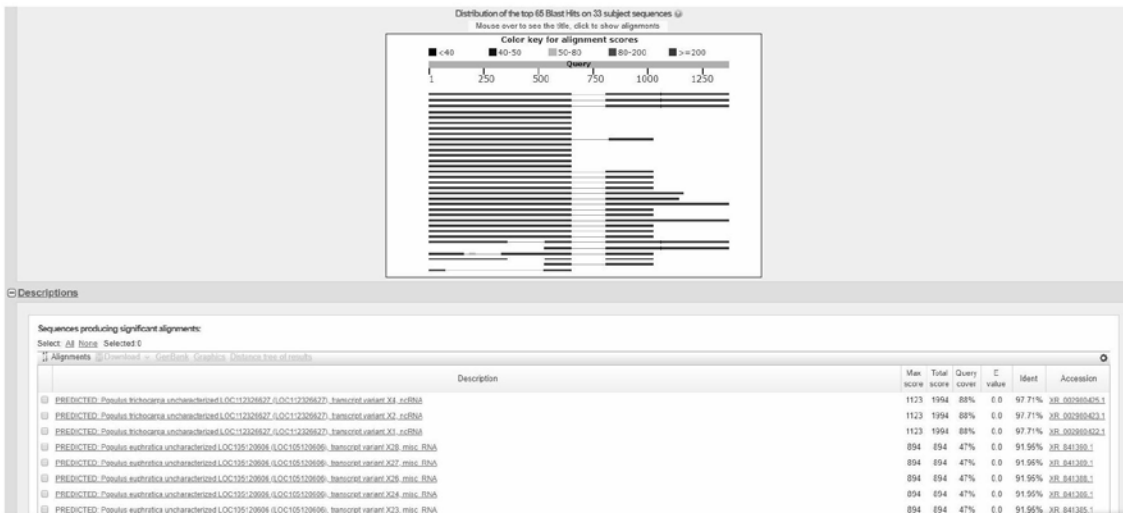 Distribution of the top 65 Blast Hits on 33 subject sequences
Mouse over to see the title, click to show alignments
Color key for alignment scores
<40 40-50 50-80 80-200 >=200
Query
1 250 500 750 1000 1250
Descriptions
Sequences producing significant alignments:
Select: All None Selected:0
Alignments Download GenBank Graphics Distance tree of results
Description Max score Total score Query cover E value Ident Accession
PREDICTED: Populus trichocarpa uncharacterized LOC112326627 (LOC112326627), transcript variant X4, ncRNA 1123 1994 88% 0.0 97.71% XR_002980425.1
PREDICTED: Populus trichocarpa uncharacterized LOC112326627 (LOC112326627), transcript variant X2, ncRNA 1123 1994 88% 0.0 97.71% XR_002980423.1
PREDICTED: Populus trichocarpa uncharacterized LOC112326627 (LOC112326627), transcript variant X1, ncRNA 1123 1994 88% 0.0 97.71% XR_002980422.1
PREDICTED: Populus euphratica uncharacterized LOC105120606 (LOC105120606), transcript variant X28, misc_RNA 894 894 47% 0.0 91.95%
PREDICTED: Populus euphratica uncharacterized LOC105120606 (LOC105120606), transcript variant X27, misc_RNA 894 894 47% 0.0 91.95%
PREDICTED: Populus euphratica uncharacterized LOC105120606 (LOC105120606), transcript variant X26, misc_RNA 894 894 47% 0.0 91.95%
PREDICTED: Populus euphratica uncharacterized LOC105120606 (LOC105120606), transcript variant X24, misc_RNA 894 894 47% 0.0 91.95%
PREDICTED: Populus euphratica uncharacterized LOC105120606 (LOC105120606), transcript variant X23, misc_RNA 894 894 47% 0.0 91.95% XR_841385.1